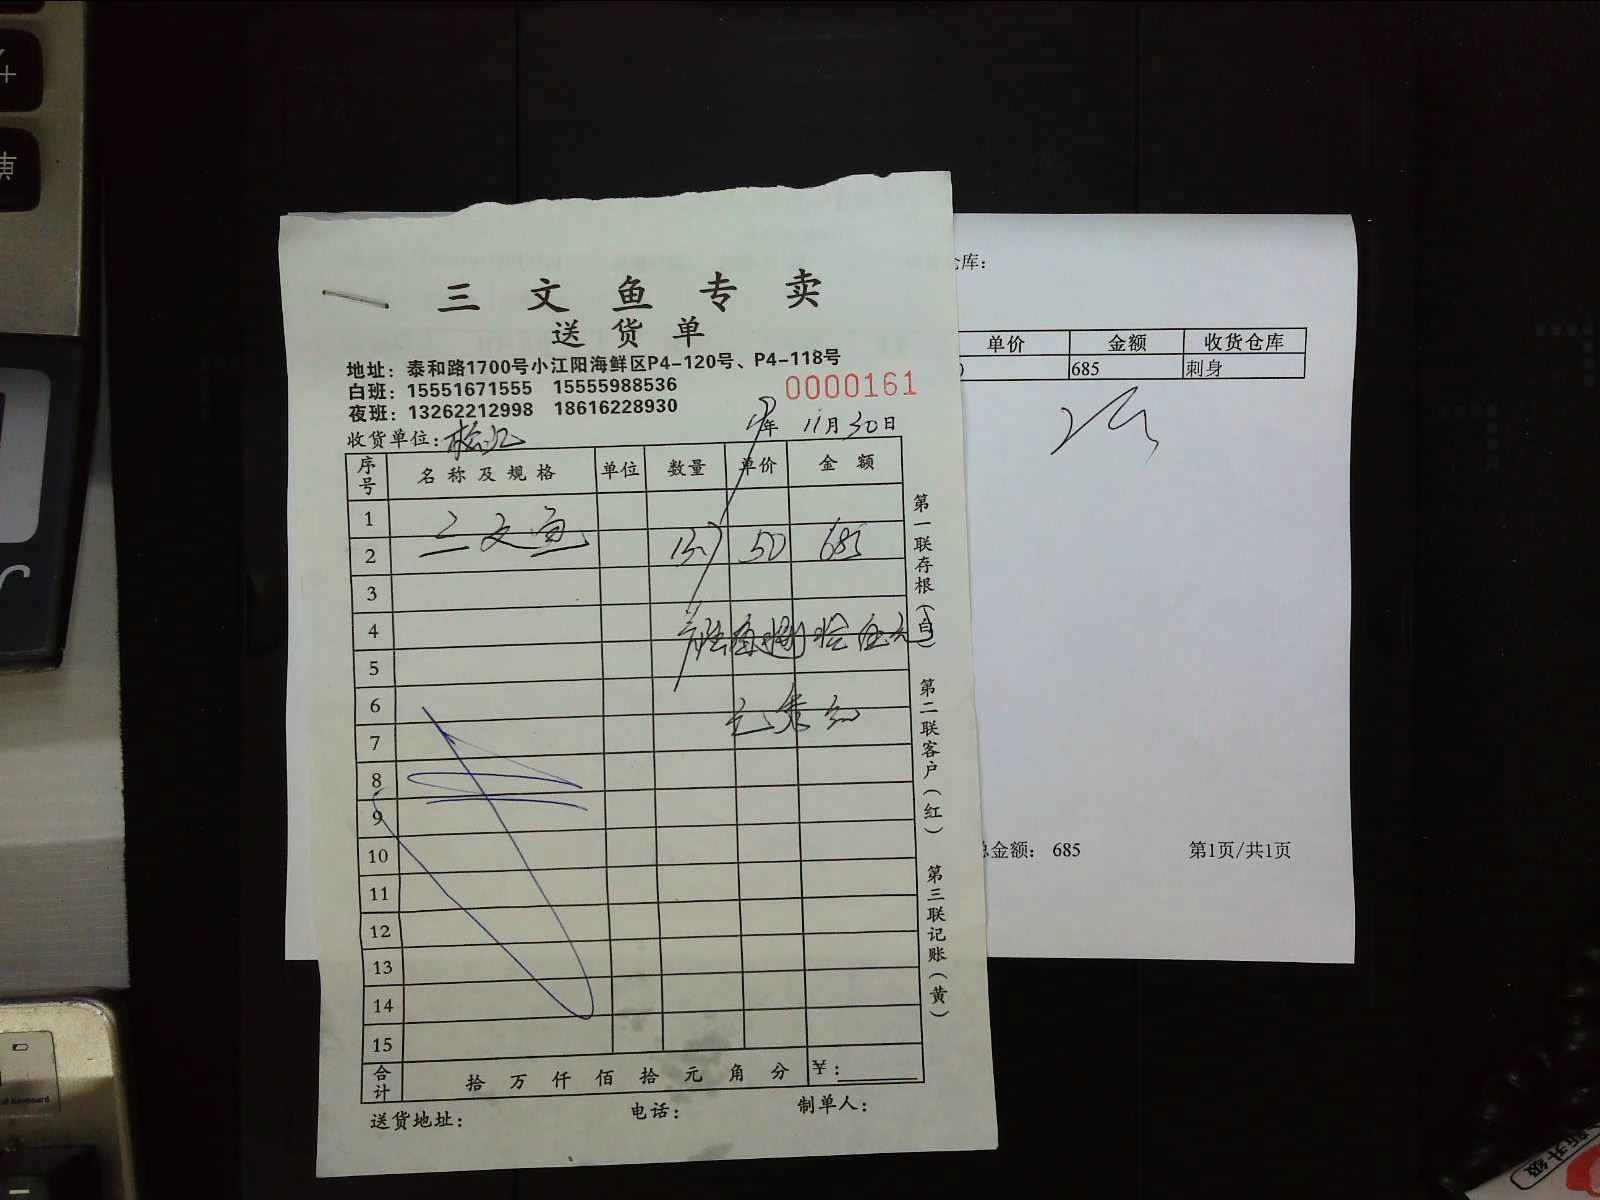 三文鱼专卖
送货单
地址：泰和路1700号小江阳海鲜区P4-120号、P4-118号
白班：15551671555 15555988536
夜班：13262212998 18616228930
0000161
收货单位：
年 11月30日
序号 名称及规格 单位 数量 单价 金额
1
2 三文鱼 137 50 685
3
4
5
6
7
8
9
10
11
12
13
14
15
合计 拾万仟佰拾元角分 ¥：
送货地址： 电话： 制单人：
第一联存根（白） 第二联客户（红） 第三联记账（黄）
仓库：
单价 金额 收货仓库
685 刺身
总金额： 685 第1页/共1页